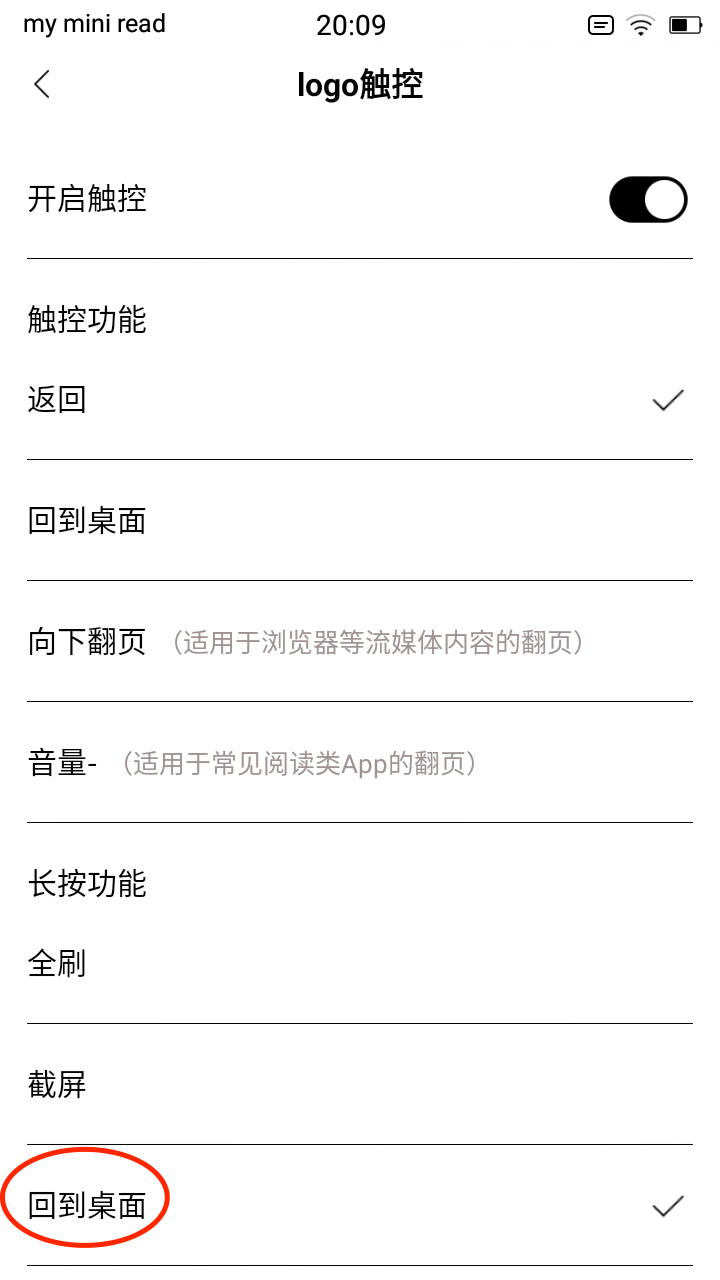 my mini read 20:09
logo触控
开启触控
触控功能
返回
回到桌面
向下翻页 （适用于浏览器等流媒体内容的翻页）
音量- （适用于常见阅读类App的翻页）
长按功能
全刷
截屏
回到桌面